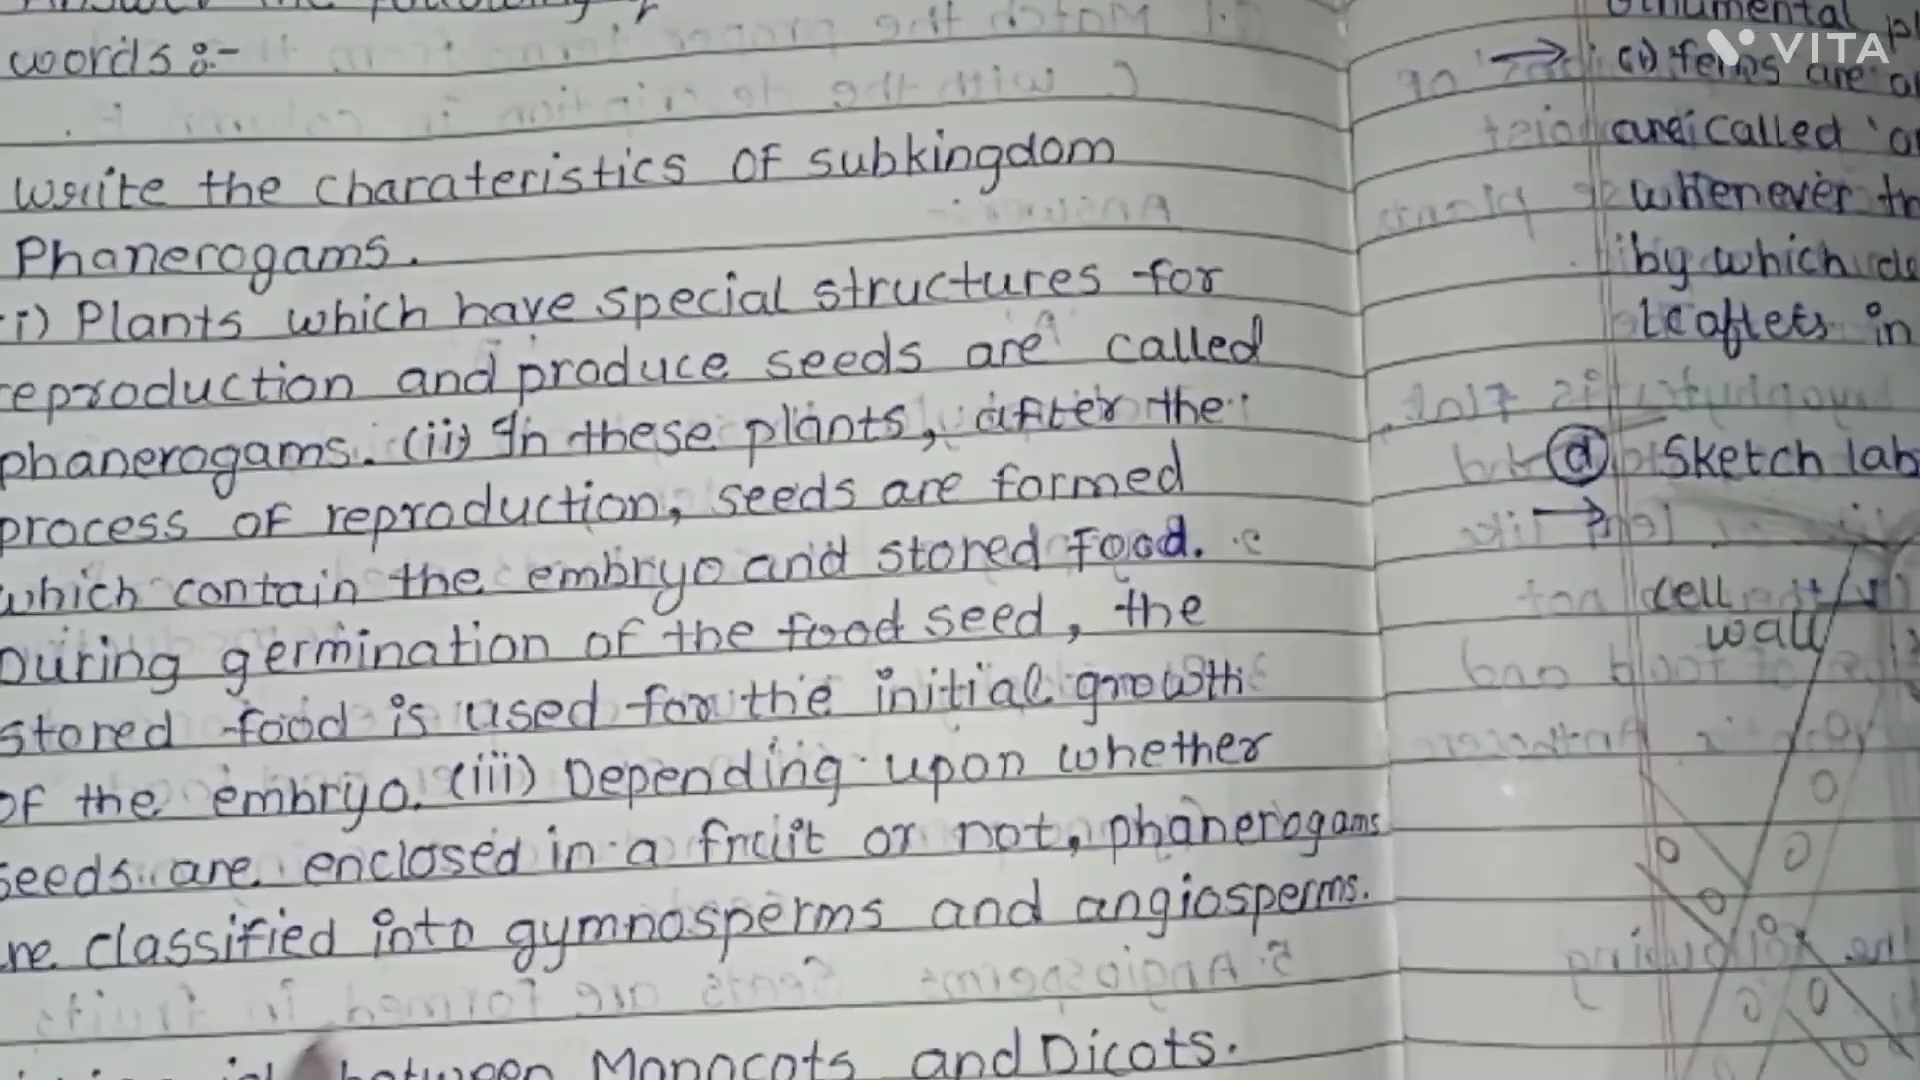 words :-
write the charateristics of subkingdom
Phanerogams.
i) Plants which have special structures for
reproduction and produce seeds are called
phanerogams. (ii) In these plants, after the
process of reproduction, seeds are formed
which contain the embryo and stored food.
During germination of the food seed, the
stored food is used for the initial growth
of the embryo. (iii) Depending upon whether
seeds are enclosed in a fruit or not, phanerogams
are classified into gymnosperms and angiosperms.
between Monocots and Dicots.
VITA
(i) ferns are
are called
whenever
by which
leaflets in
(d) Sketch
cell
wall